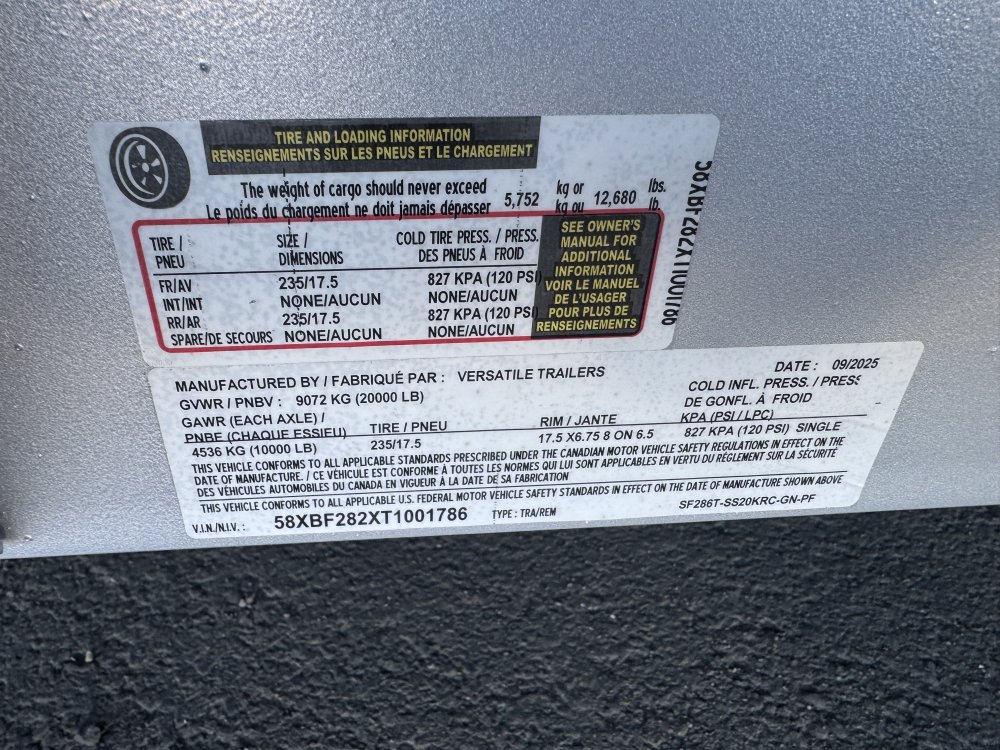 TIRE AND LOADING INFORMATION
RENSEIGNEMENTS SUR LES PNEUS ET LE CHARGEMENT
The weight of cargo should never exceed 5,752 kg or 12,680 lbs.
Le poids du chargement ne doit jamais dépasser kg ou lb.
TIRE / SIZE / COLD TIRE PRESS. / PRESS.
PNEU DIMENSIONS DES PNEUS À FROID
FR/AV 235/17.5 827 KPA (120 PSI)
INT/INT NONE/AUCUN NONE/AUCUN
RR/AR 235/17.5 827 KPA (120 PSI)
SPARE/DE SECOURS NONE/AUCUN NONE/AUCUN
SEE OWNER'S
MANUAL FOR
ADDITIONAL
INFORMATION
VOIR LE MANUEL
DE L'USAGER
POUR PLUS DE
RENSEIGNEMENTS
58XBF282XT1001786
MANUFACTURED BY / FABRIQUÉ PAR : VERSATILE TRAILERS DATE : 09/2025
GVWR / PNBV : 9072 KG (20000 LB) COLD INFL. PRESS. / PRESS
GAWR (EACH AXLE) / DE GONFL. À FROID
PNBE (CHAQUE ESSIEU) TIRE / PNEU RIM / JANTE KPA (PSI / LPC)
4536 KG (10000 LB) 235/17.5 17.5 X6.75 8 ON 6.5 827 KPA (120 PSI) SINGLE
THIS VEHICLE CONFORMS TO ALL APPLICABLE STANDARDS PRESCRIBED UNDER THE CANADIAN MOTOR VEHICLE SAFETY REGULATIONS IN EFFECT ON THE
DATE OF MANUFACTURE. / CE VÉHICULE EST CONFORME À TOUTES LES NORMES QUI LUI SONT APPLICABLES EN VERTU DU RÈGLEMENT SUR LA SÉCURITÉ
DES VÉHICULES AUTOMOBILES DU CANADA EN VIGUEUR À LA DATE DE SA FABRICATION
THIS VEHICLE CONFORMS TO ALL APPLICABLE U.S. FEDERAL MOTOR VEHICLE SAFETY STANDARDS IN EFFECT ON THE DATE OF MANUFACTURE SHOWN ABOVE
V.I.N./N.I.V. : 58XBF282XT1001786 TYPE : TRA/REM SF286T-SS20KRC-GN-PF